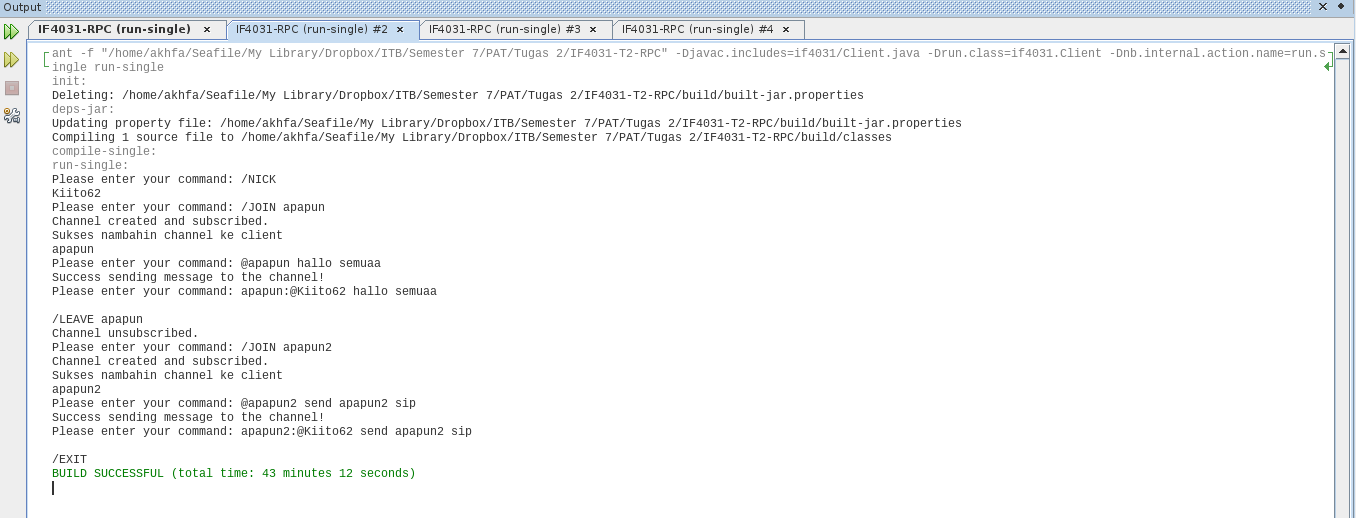 Output
IF4031-RPC (run-single) IF4031-RPC (run-single) #2 IF4031-RPC (run-single) #3 IF4031-RPC (run-single) #4
ant -f "/home/akhfa/Seafile/My Library/Dropbox/ITB/Semester 7/PAT/Tugas 2/IF4031-T2-RPC" -Djavac.includes=if4031/Client.java -Drun.class=if4031.Client -Dnb.internal.action.name=run.s
ingle run-single
init:
Deleting: /home/akhfa/Seafile/My Library/Dropbox/ITB/Semester 7/PAT/Tugas 2/IF4031-T2-RPC/build/built-jar.properties
deps-jar:
Updating property file: /home/akhfa/Seafile/My Library/Dropbox/ITB/Semester 7/PAT/Tugas 2/IF4031-T2-RPC/build/built-jar.properties
Compiling 1 source file to /home/akhfa/Seafile/My Library/Dropbox/ITB/Semester 7/PAT/Tugas 2/IF4031-T2-RPC/build/classes
compile-single:
run-single:
Please enter your command: /NICK
Kiito62
Please enter your command: /JOIN apapun
Channel created and subscribed.
Sukses nambahin channel ke client
apapun
Please enter your command: @apapun hallo semuaa
Success sending message to the channel!
Please enter your command: apapun:@Kiito62 hallo semuaa
/LEAVE apapun
Channel unsubscribed.
Please enter your command: /JOIN apapun2
Channel created and subscribed.
Sukses nambahin channel ke client
apapun2
Please enter your command: @apapun2 send apapun2 sip
Success sending message to the channel!
Please enter your command: apapun2:@Kiito62 send apapun2 sip
/EXIT
BUILD SUCCESSFUL (total time: 43 minutes 12 seconds)